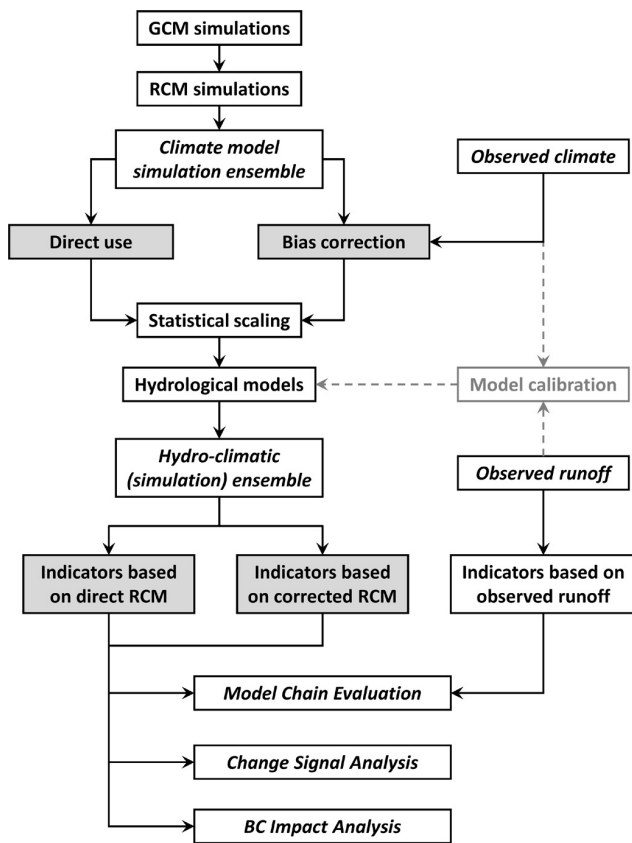 GCM simulations
RCM simulations
Climate model
simulation ensemble
Observed climate
Direct use
Bias correction
Statistical scaling
Hydrological models
Model calibration
Hydro-climatic
(simulation) ensemble
Observed runoff
Indicators based
on direct RCM
Indicators based
on corrected RCM
Indicators based on
observed runoff
Model Chain Evaluation
Change Signal Analysis
BC Impact Analysis